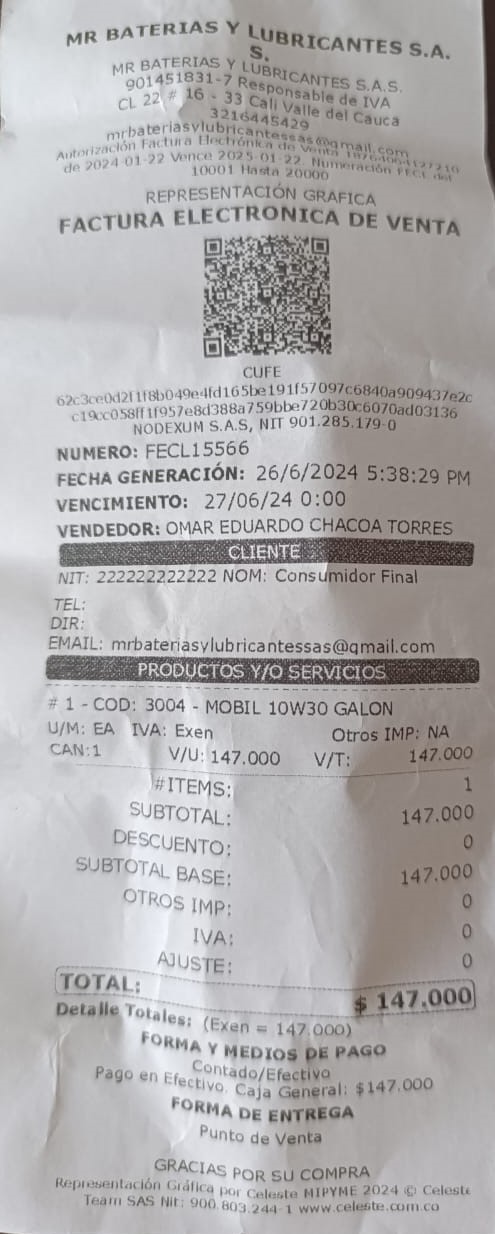 MR BATERIAS Y LUBRICANTES S.A.
S.
MR BATERIAS Y LUBRICANTES S.A.S.
901451831-7 Responsable de IVA
CL 22 # 16 - 33 Cali Valle del Cauca
3216445429
mrbateriasylubricantessas@gmail.com
Autorización Factura Electrónica de Venta
de 2024-01-22 Vence 2025-01-22. Numeración FECL del
10001 Hasta 20000
REPRESENTACIÓN GRAFICA
FACTURA ELECTRONICA DE VENTA
CUFE
62c3ce0d2f1f8b049e4fd165be191f57097c6840a909437e2c
c19cc058ff1f957e8d388a759bbe720b30c6070ad03136
NODEXUM S.A.S, NIT 901.285.179-0
NUMERO: FECL15566
FECHA GENERACIÓN: 26/6/2024 5:38:29 PM
VENCIMIENTO: 27/06/24 0:00
VENDEDOR: OMAR EDUARDO CHACOA TORRES
CLIENTE
NIT: 222222222222 NOM: Consumidor Final
TEL:
DIR:
EMAIL: mrbateriasylubricantessas@gmail.com
PRODUCTOS Y/O SERVICIOS
# 1 - COD: 3004 - MOBIL 10W30 GALON
U/M: EA IVA: Exen Otros IMP: NA
CAN:1 V/U: 147.000 V/T: 147.000
#ITEMS: 1
SUBTOTAL: 147.000
DESCUENTO: 0
SUBTOTAL BASE: 147.000
OTROS IMP: 0
IVA: 0
AJUSTE: 0
TOTAL: $ 147.000
Detalle Totales: (Exen = 147.000)
FORMA Y MEDIOS DE PAGO
Contado/Efectivo
Pago en Efectivo. Caja General: $147.000
FORMA DE ENTREGA
Punto de Venta
GRACIAS POR SU COMPRA
Representación Gráfica por Celeste MIPYME 2024 © Celeste
Team SAS Nit: 900.803.244-1 www.celeste.com.co